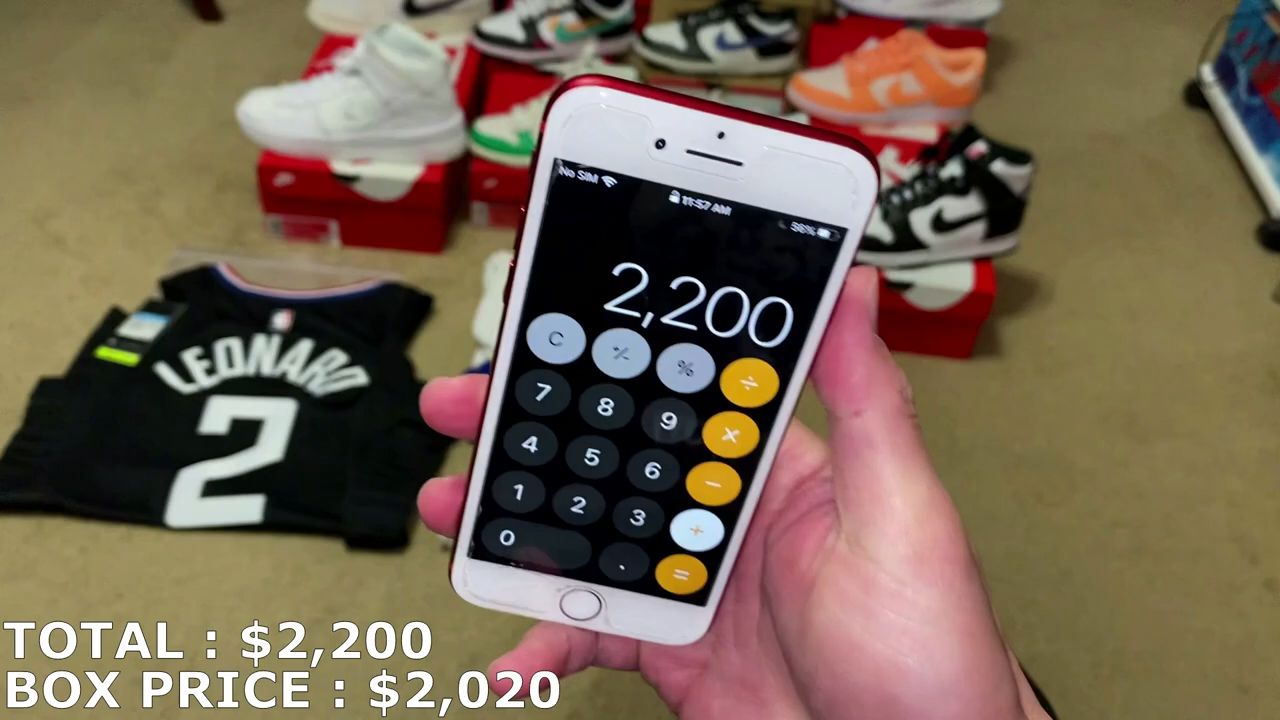 No SIM 11:57 AM 56%
2,200
C +/- % ÷
7 8 9 ×
4 5 6 −
1 2 3 +
0 . =
LEONARD
2
TOTAL : $2,200
BOX PRICE : $2,020